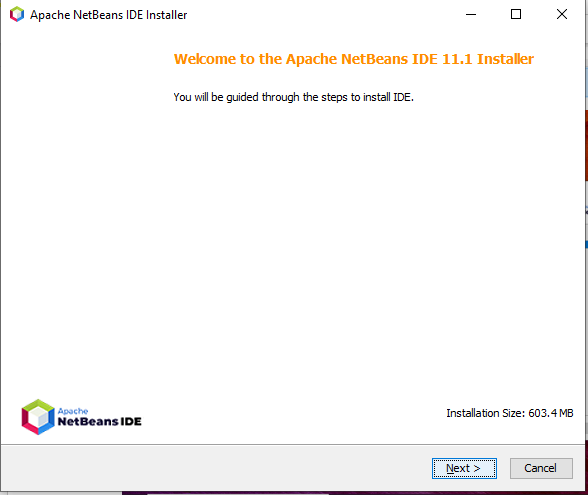 Apache NetBeans IDE Installer
Welcome to the Apache NetBeans IDE 11.1 Installer
You will be guided through the steps to install IDE.
Apache
NetBeans IDE
Installation Size: 603.4 MB
Next >
Cancel